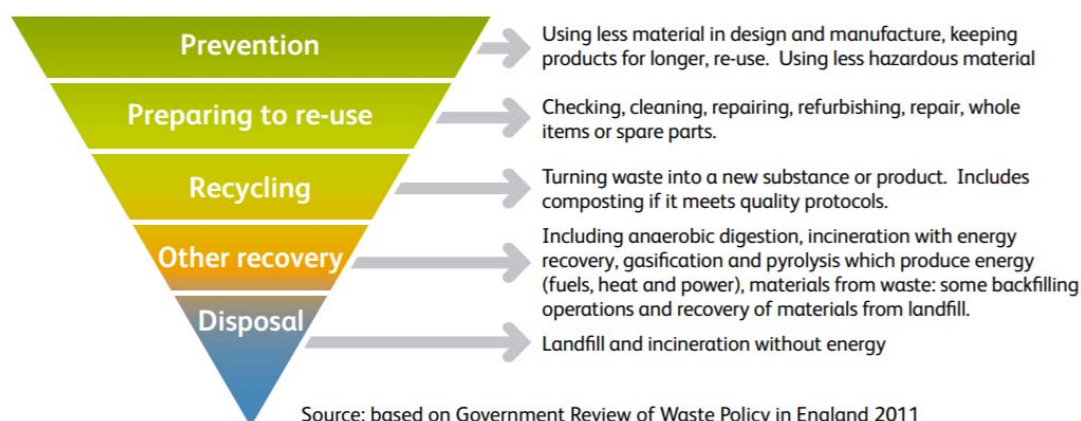 Prevention
Using less material in design and manufacture, keeping
products for longer, re-use.  Using less hazardous material
Preparing to re-use
Checking, cleaning, repairing, refurbishing, repair, whole
items or spare parts.
Recycling
Turning waste into a new substance or product.  Includes
composting if it meets quality protocols.
Other recovery
Including anaerobic digestion, incineration with energy
recovery, gasification and pyrolysis which produce energy
(fuels, heat and power), materials from waste: some backfilling
operations and recovery of materials from landfill.
Disposal
Landfill and incineration without energy
Source: based on Government Review of Waste Policy in England 2011